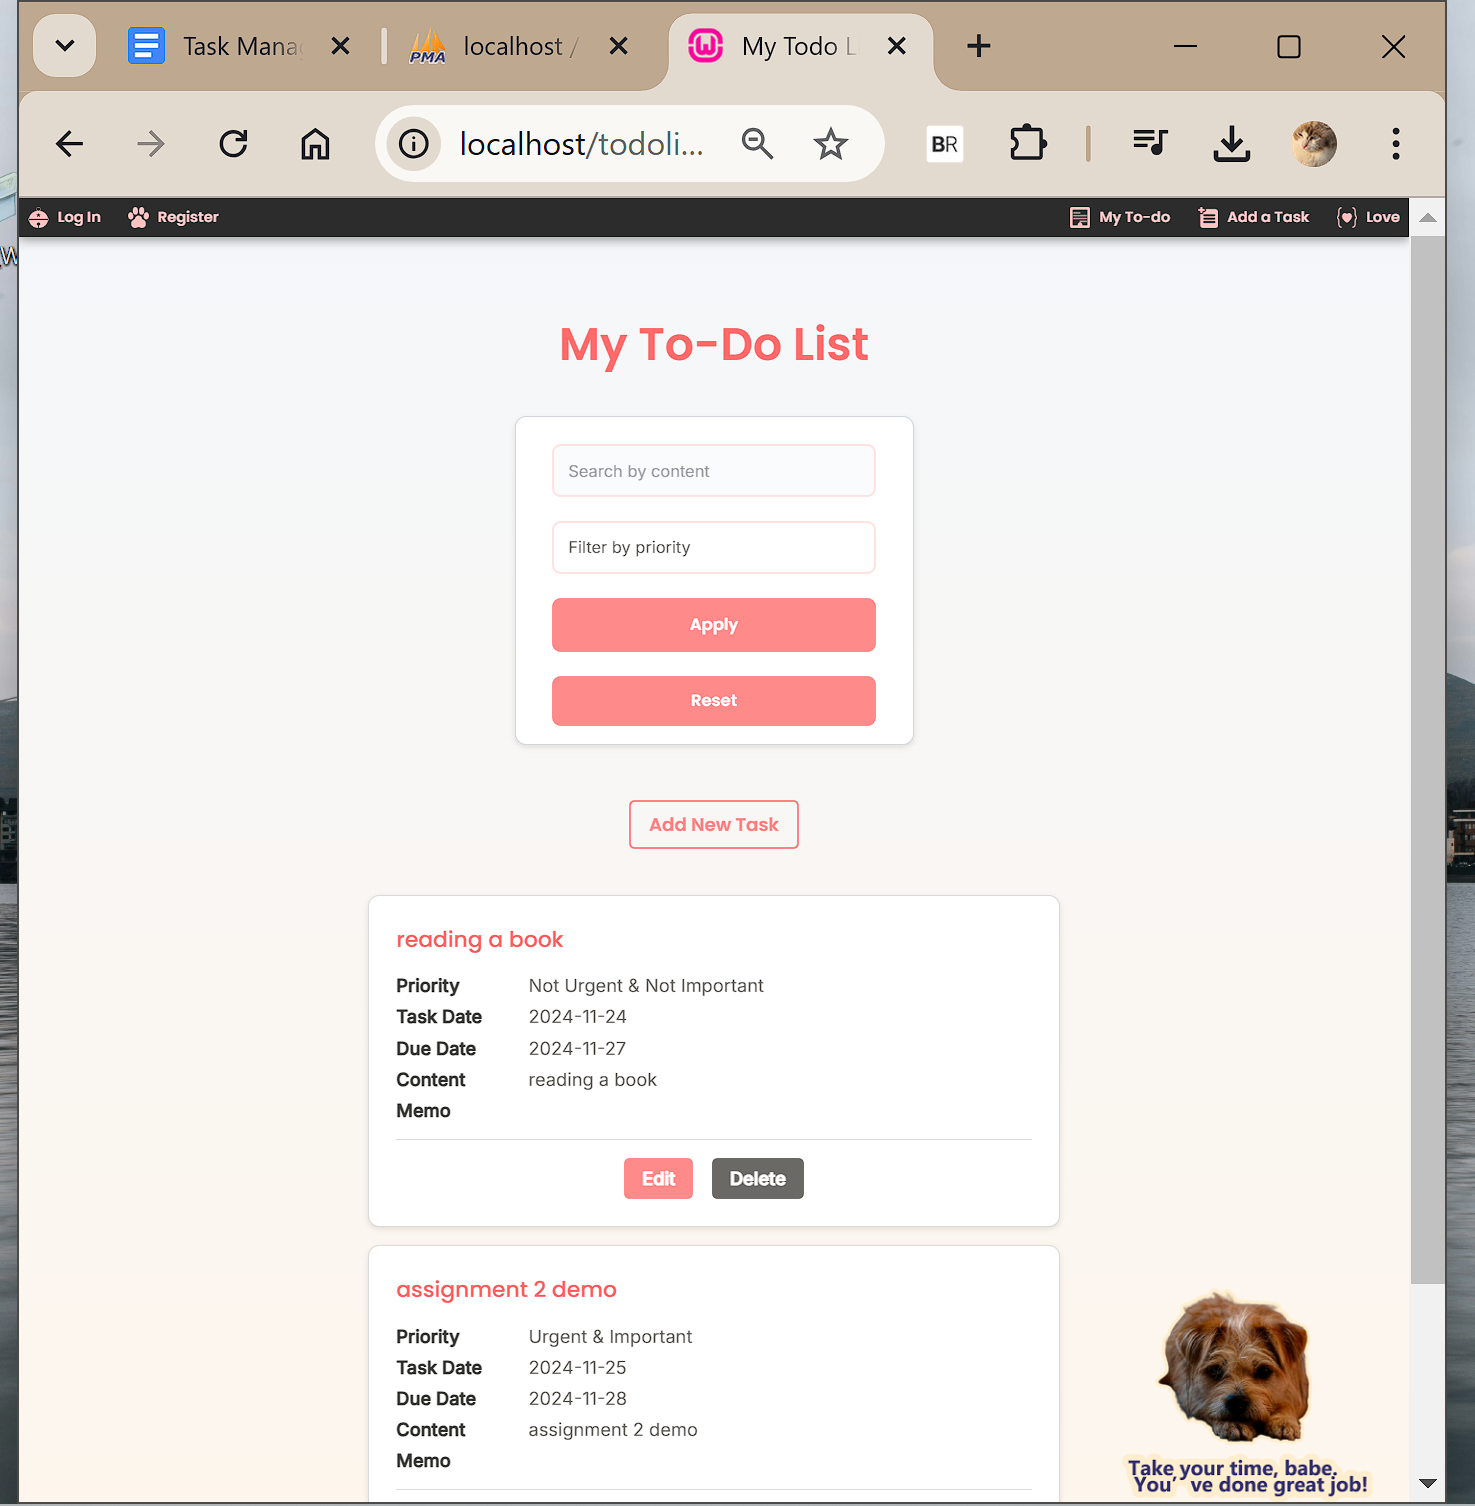 Task Mana
PMA localhost /
My Todo L
localhost/todoli...
BR
Log In
Register
My To-do
Add a Task
Love
My To-Do List
Search by content
Filter by priority
Apply
Reset
Add New Task
reading a book
Priority Not Urgent & Not Important
Task Date 2024-11-24
Due Date 2024-11-27
Content reading a book
Memo
Edit Delete
assignment 2 demo
Priority Urgent & Important
Task Date 2024-11-25
Due Date 2024-11-28
Content assignment 2 demo
Memo
Take your time, babe.
You' ve done great job!